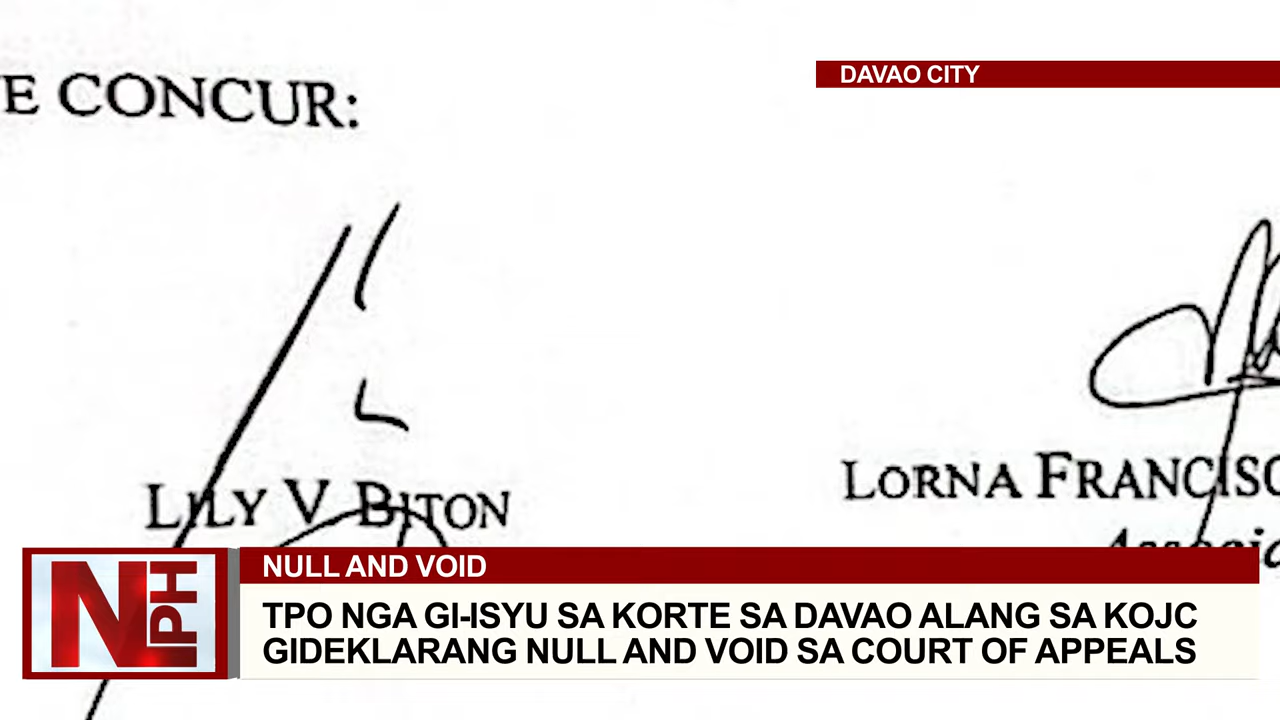 DAVAO CITY
E CONCUR:
LILY V. BITON
LORNA FRANCISC
NULL AND VOID
TPO NGA GI-ISYU SA KORTE SA DAVAO ALANG SA KOJC
GIDEKLARANG NULL AND VOID SA COURT OF APPEALS
N PH